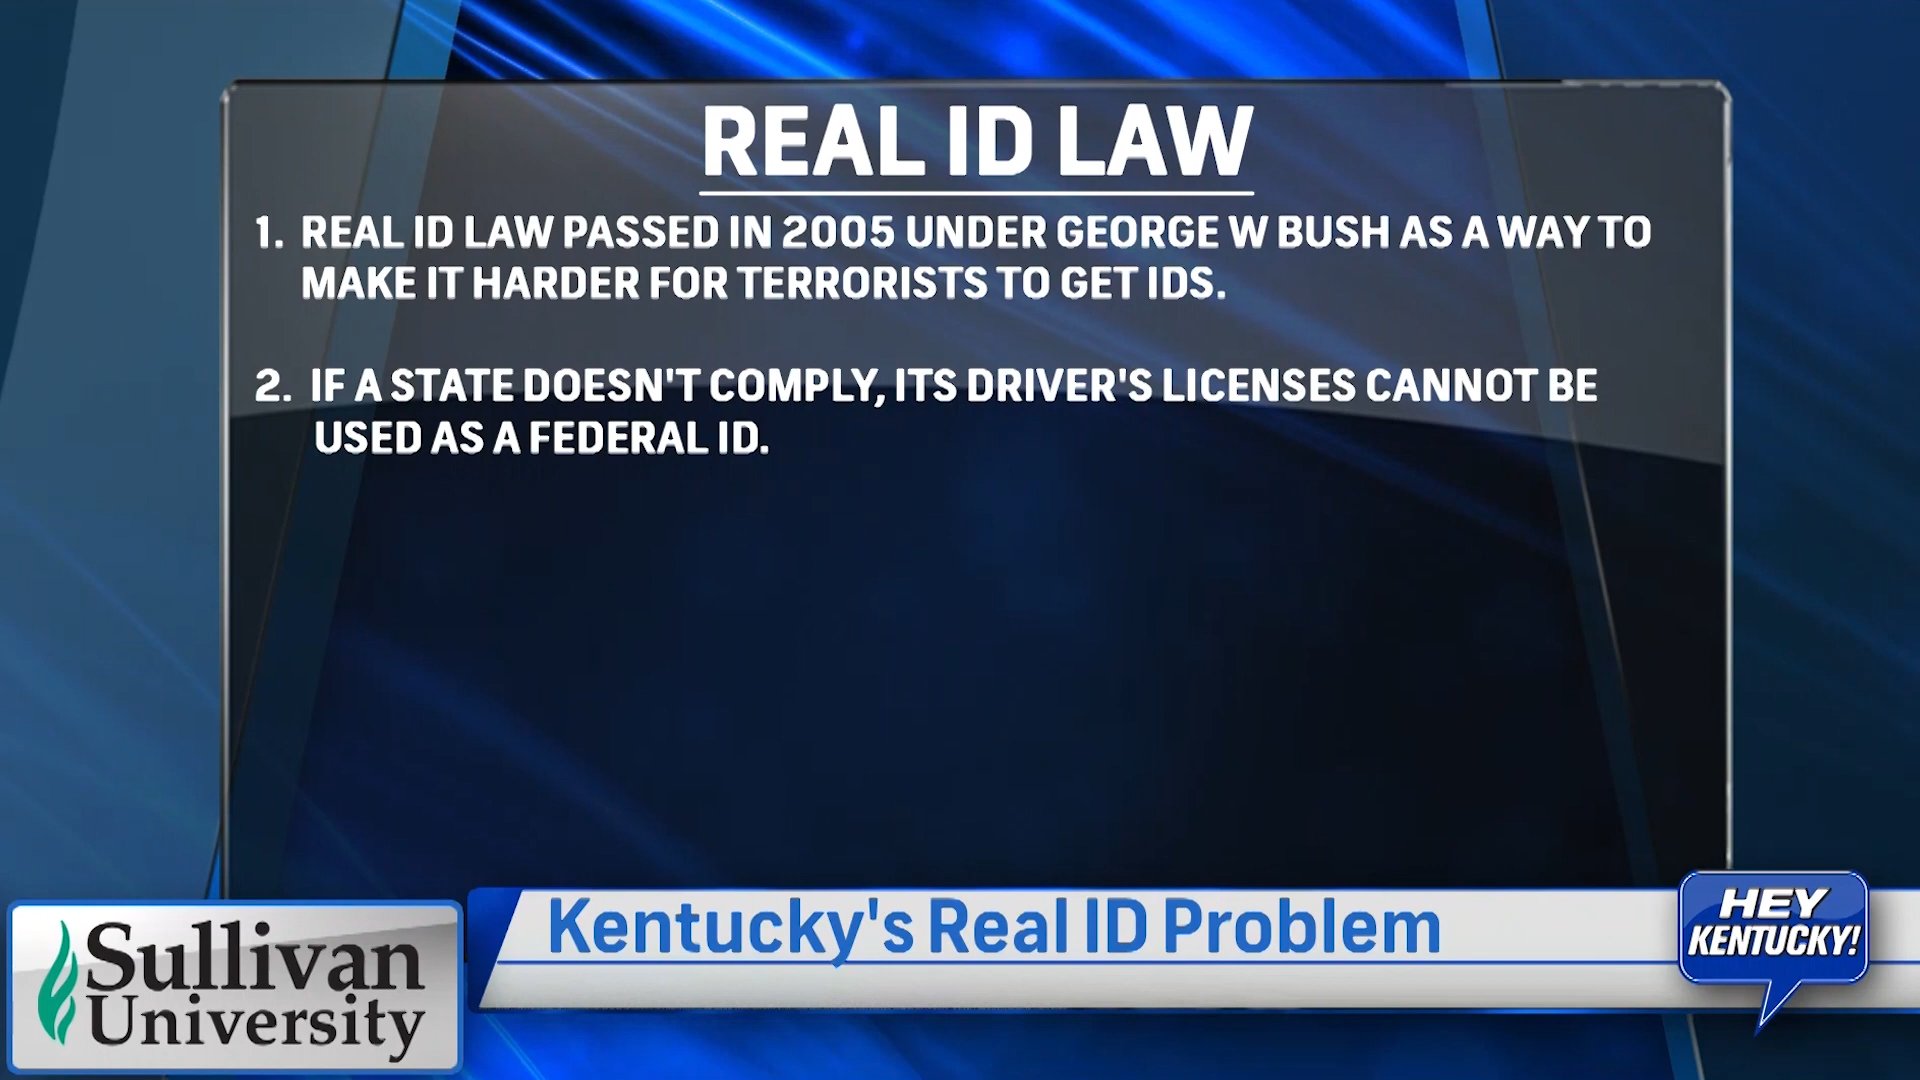 REAL ID LAW
1. REAL ID LAW PASSED IN 2005 UNDER GEORGE W BUSH AS A WAY TO
MAKE IT HARDER FOR TERRORISTS TO GET IDS.
2. IF A STATE DOESN'T COMPLY, ITS DRIVER'S LICENSES CANNOT BE
USED AS A FEDERAL ID.
Kentucky's Real ID Problem
HEY
KENTUCKY!
Sullivan
University